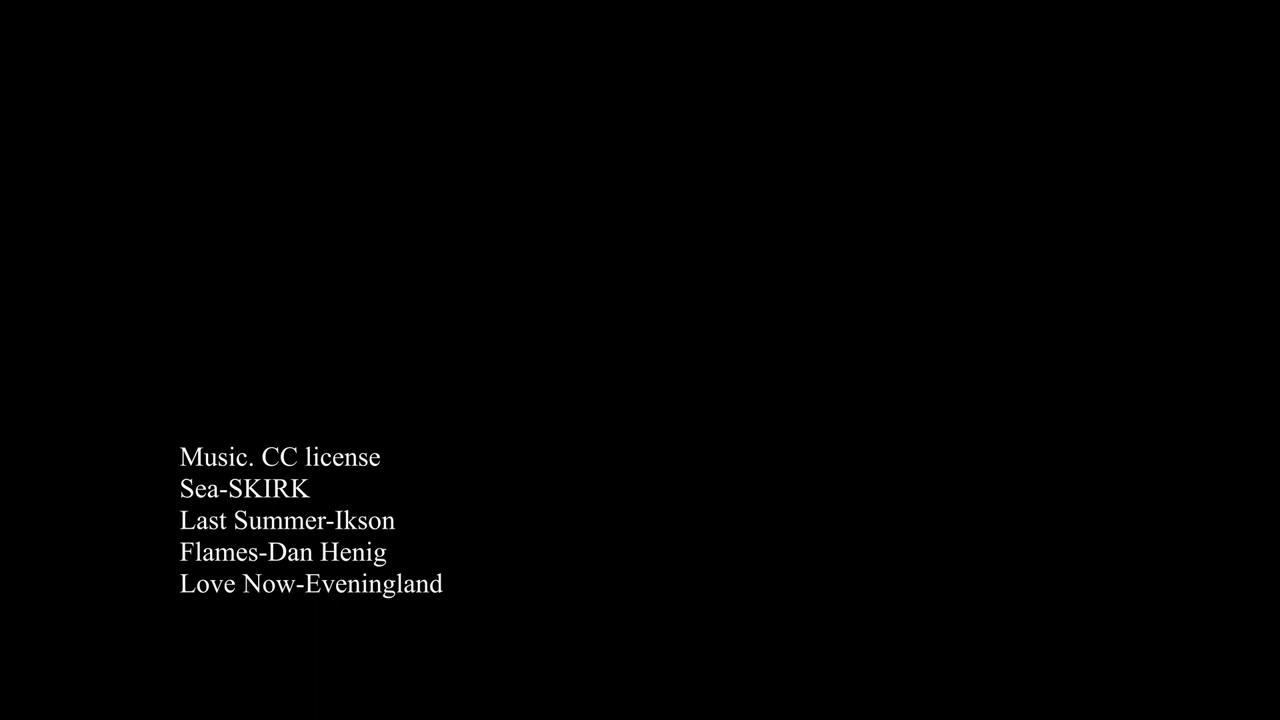 Music. CC license
Sea-SKIRK
Last Summer-Ikson
Flames-Dan Henig
Love Now-Eveningland